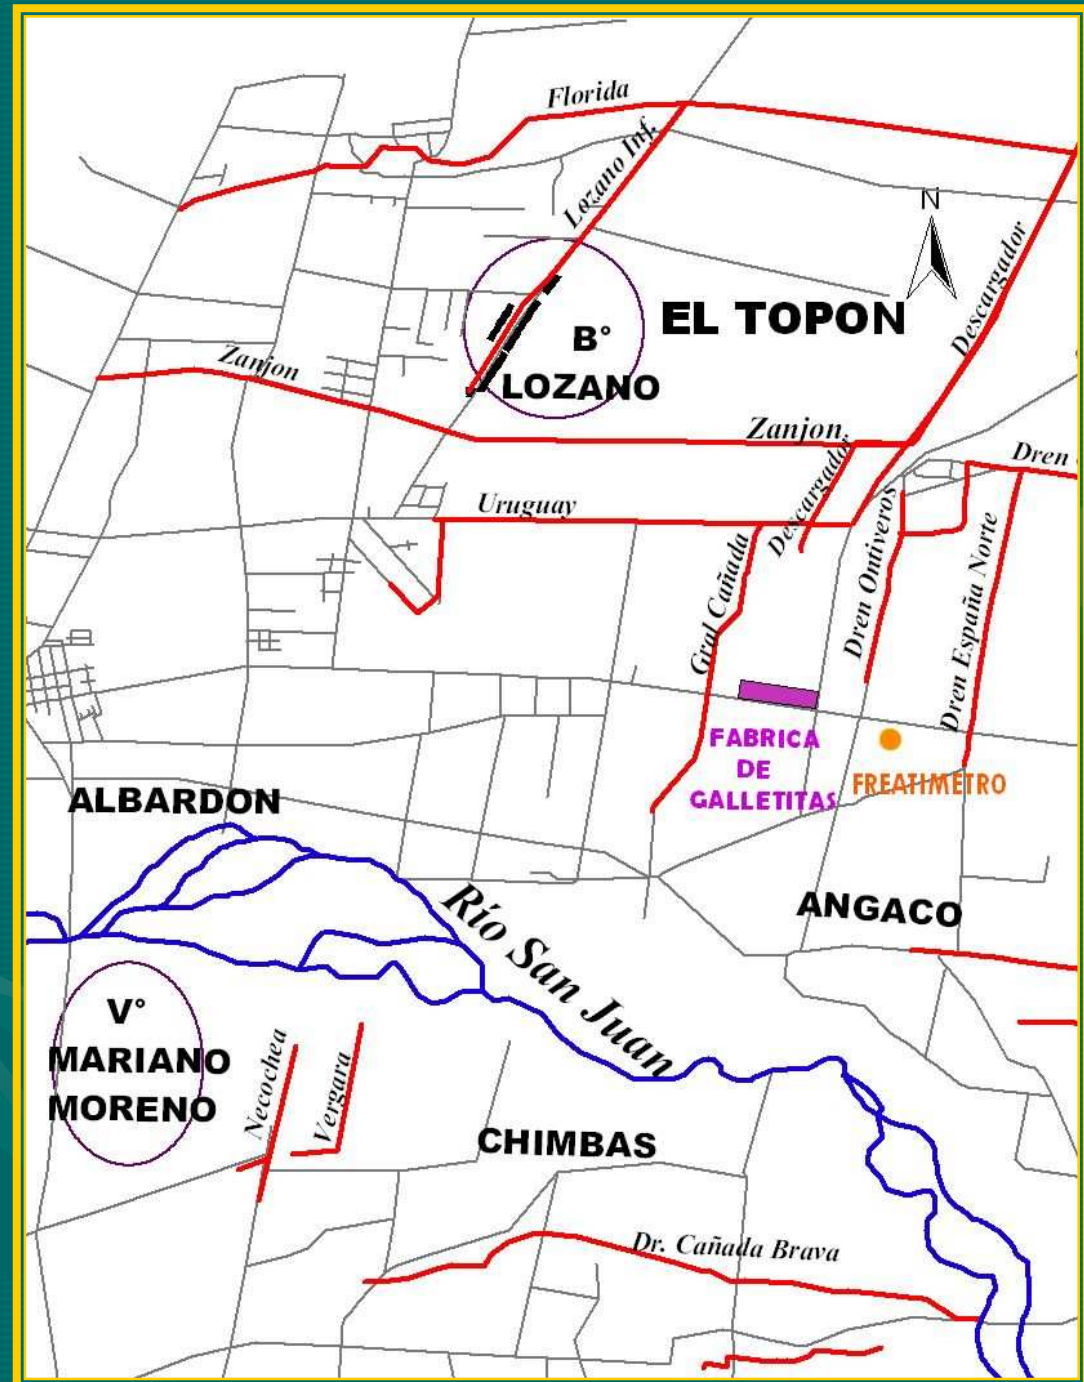 Florida
Lozano Inf.
N
Descargador
EL TOPON
B°
LOZANO
Zanjon
Zanjon
Dren
Uruguay
Descargador
Gral Cañada
Dren Ontiveros
Dren España Norte
FABRICA
DE
GALLETITAS
FREATIMETRO
ALBARDON
ANGACO
Río San Juan
V°
MARIANO
MORENO
Necochea
Vergara
CHIMBAS
Dr. Cañada Brava